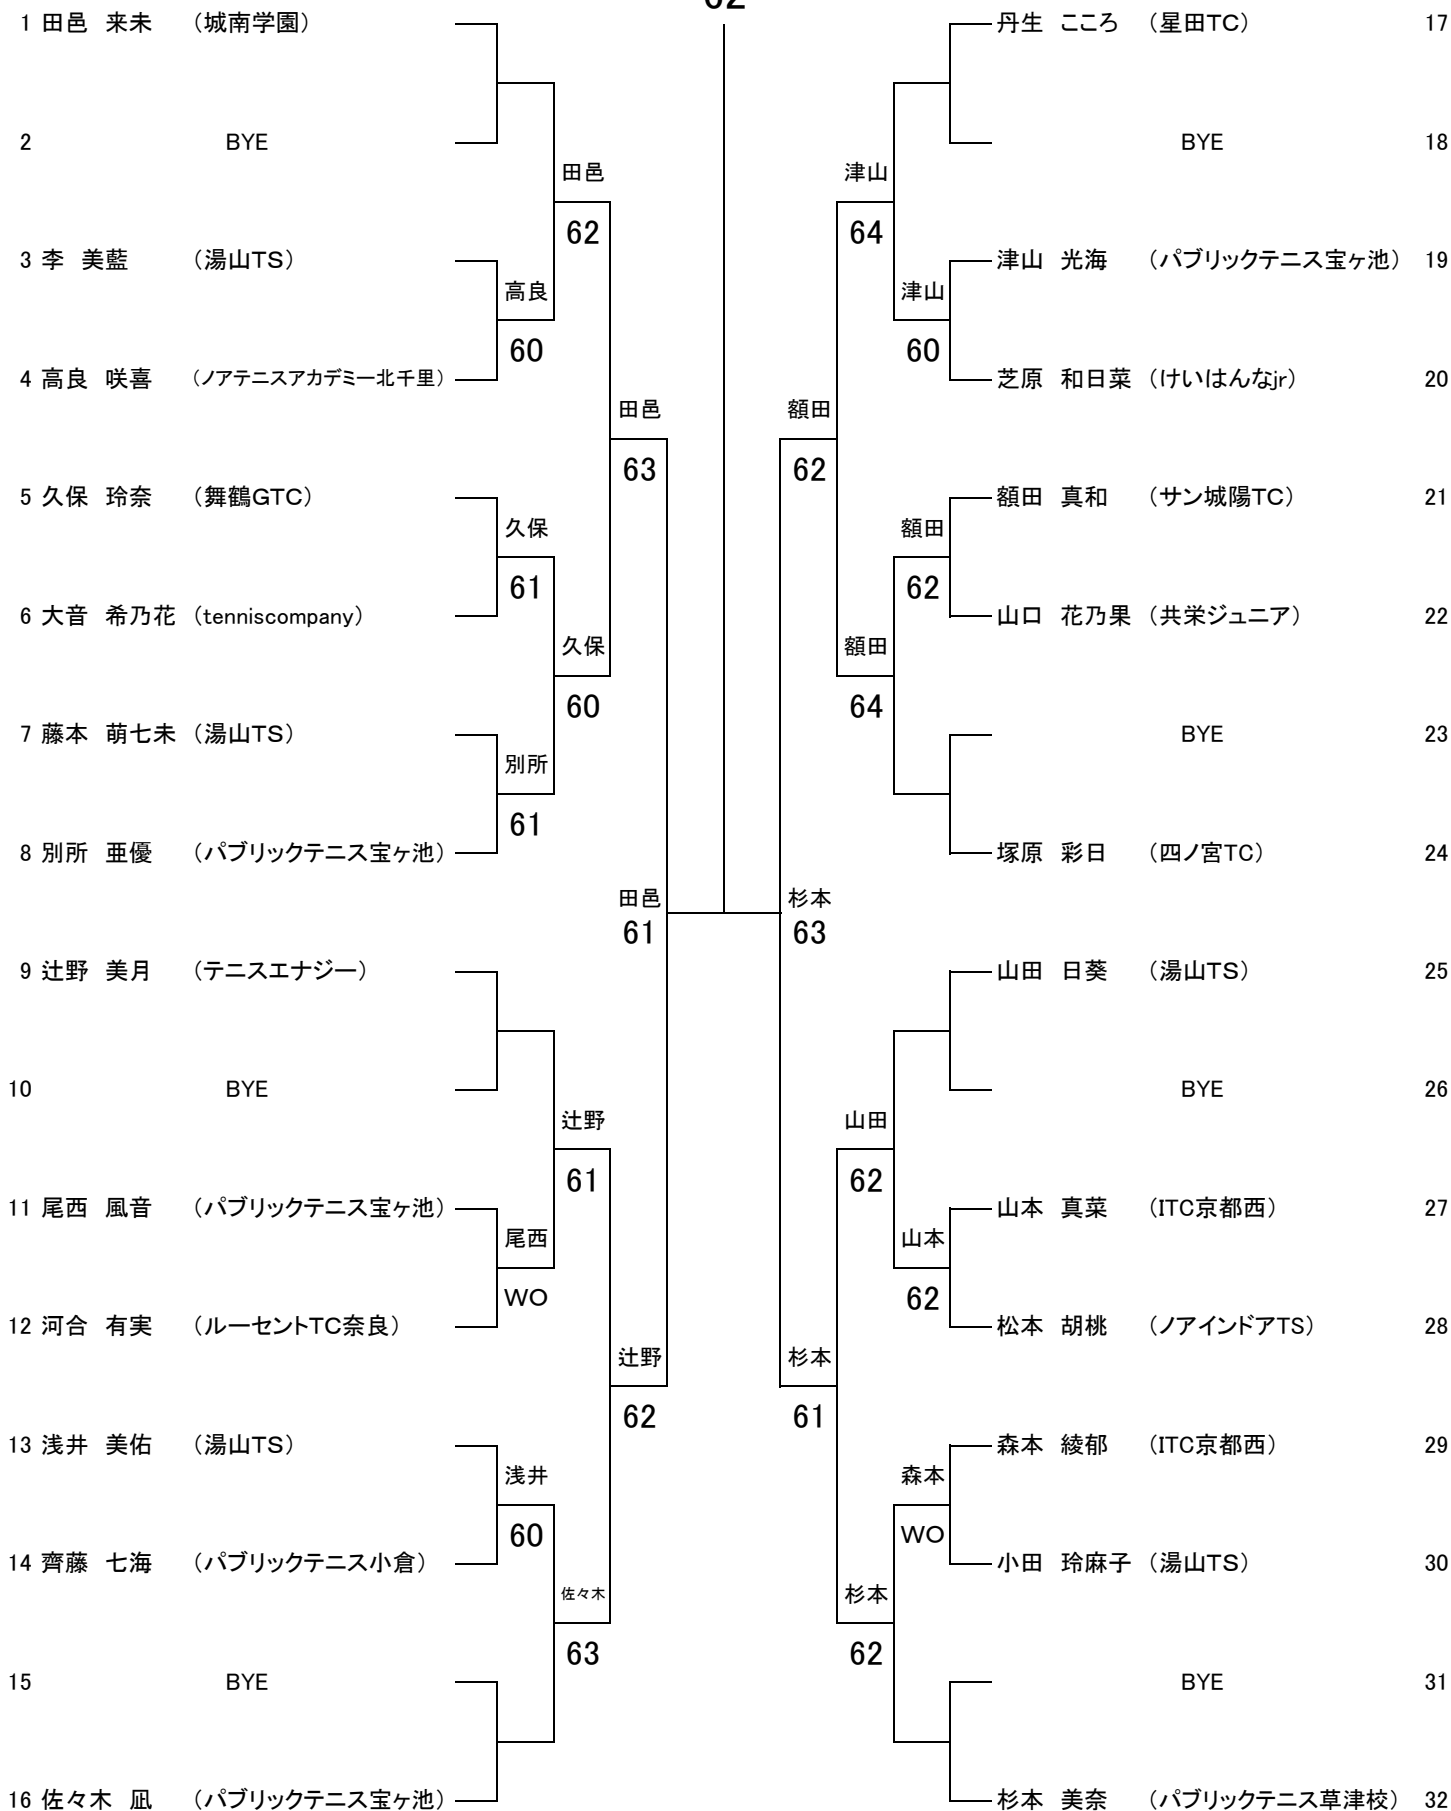 62
1 田邑 来未 （城南学園）
2 BYE
田邑
62
3 李 美藍 （湯山TS）
高良
60
4 高良 咲喜 （ノアテニスアカデミー北千里）
田邑
63
5 久保 玲奈 （舞鶴GTC）
久保
61
6 大音 希乃花 （tenniscompany）
久保
60
7 藤本 萌七未 （湯山TS）
別所
61
8 別所 亜優 （パブリックテニス宝ヶ池）
田邑
61
9 辻野 美月 （テニスエナジー）
10 BYE
辻野
61
11 尾西 風音 （パブリックテニス宝ヶ池）
尾西
WO
12 河合 有実 （ルーセントTC奈良）
辻野
62
13 浅井 美佑 （湯山TS）
浅井
60
14 齊藤 七海 （パブリックテニス小倉）
佐々木
63
15 BYE
16 佐々木 凪 （パブリックテニス宝ヶ池）
丹生 こころ （星田TC） 17
BYE 18
津山
64
津山 光海 （パブリックテニス宝ヶ池） 19
津山
60
芝原 和日菜 （けいはんなjr） 20
額田
62
額田 真和 （サン城陽TC） 21
額田
62
山口 花乃果 （共栄ジュニア） 22
額田
64
BYE 23
塚原 彩日 （四ノ宮TC） 24
杉本
63
山田 日葵 （湯山TS） 25
BYE 26
山田
62
山本 真菜 （ITC京都西） 27
山本
62
松本 胡桃 （ノアインドアTS） 28
杉本
61
森本 綾郁 （ITC京都西） 29
森本
WO
小田 玲麻子 （湯山TS） 30
杉本
62
BYE 31
杉本 美奈 （パブリックテニス草津校） 32